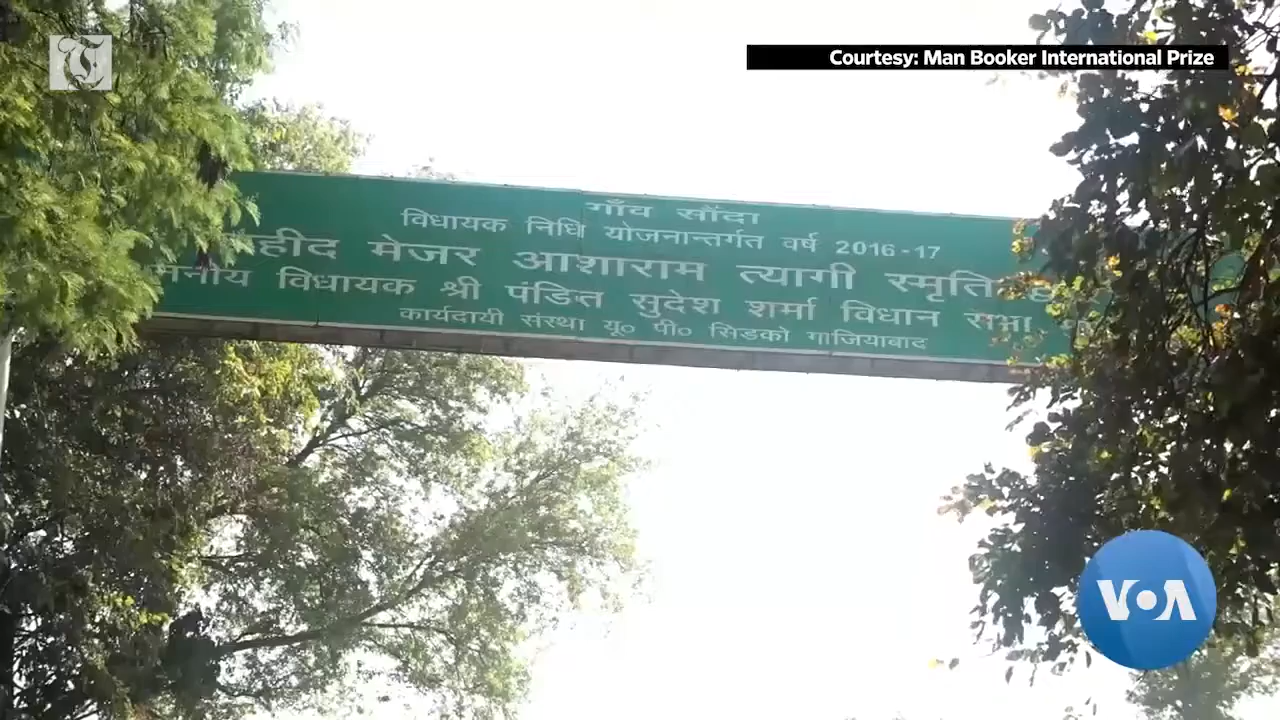 Courtesy: Man Booker International Prize
गाँव सौंदा
विधायक निधि योजनान्तर्गत वर्ष 2016-17
मेजर आशाराम त्यागी
विधायक श्री पंडित सुदेश शर्मा विधान सभा
कार्यदायी संस्था यू० पी० सिडको गाजियाबाद
VOA